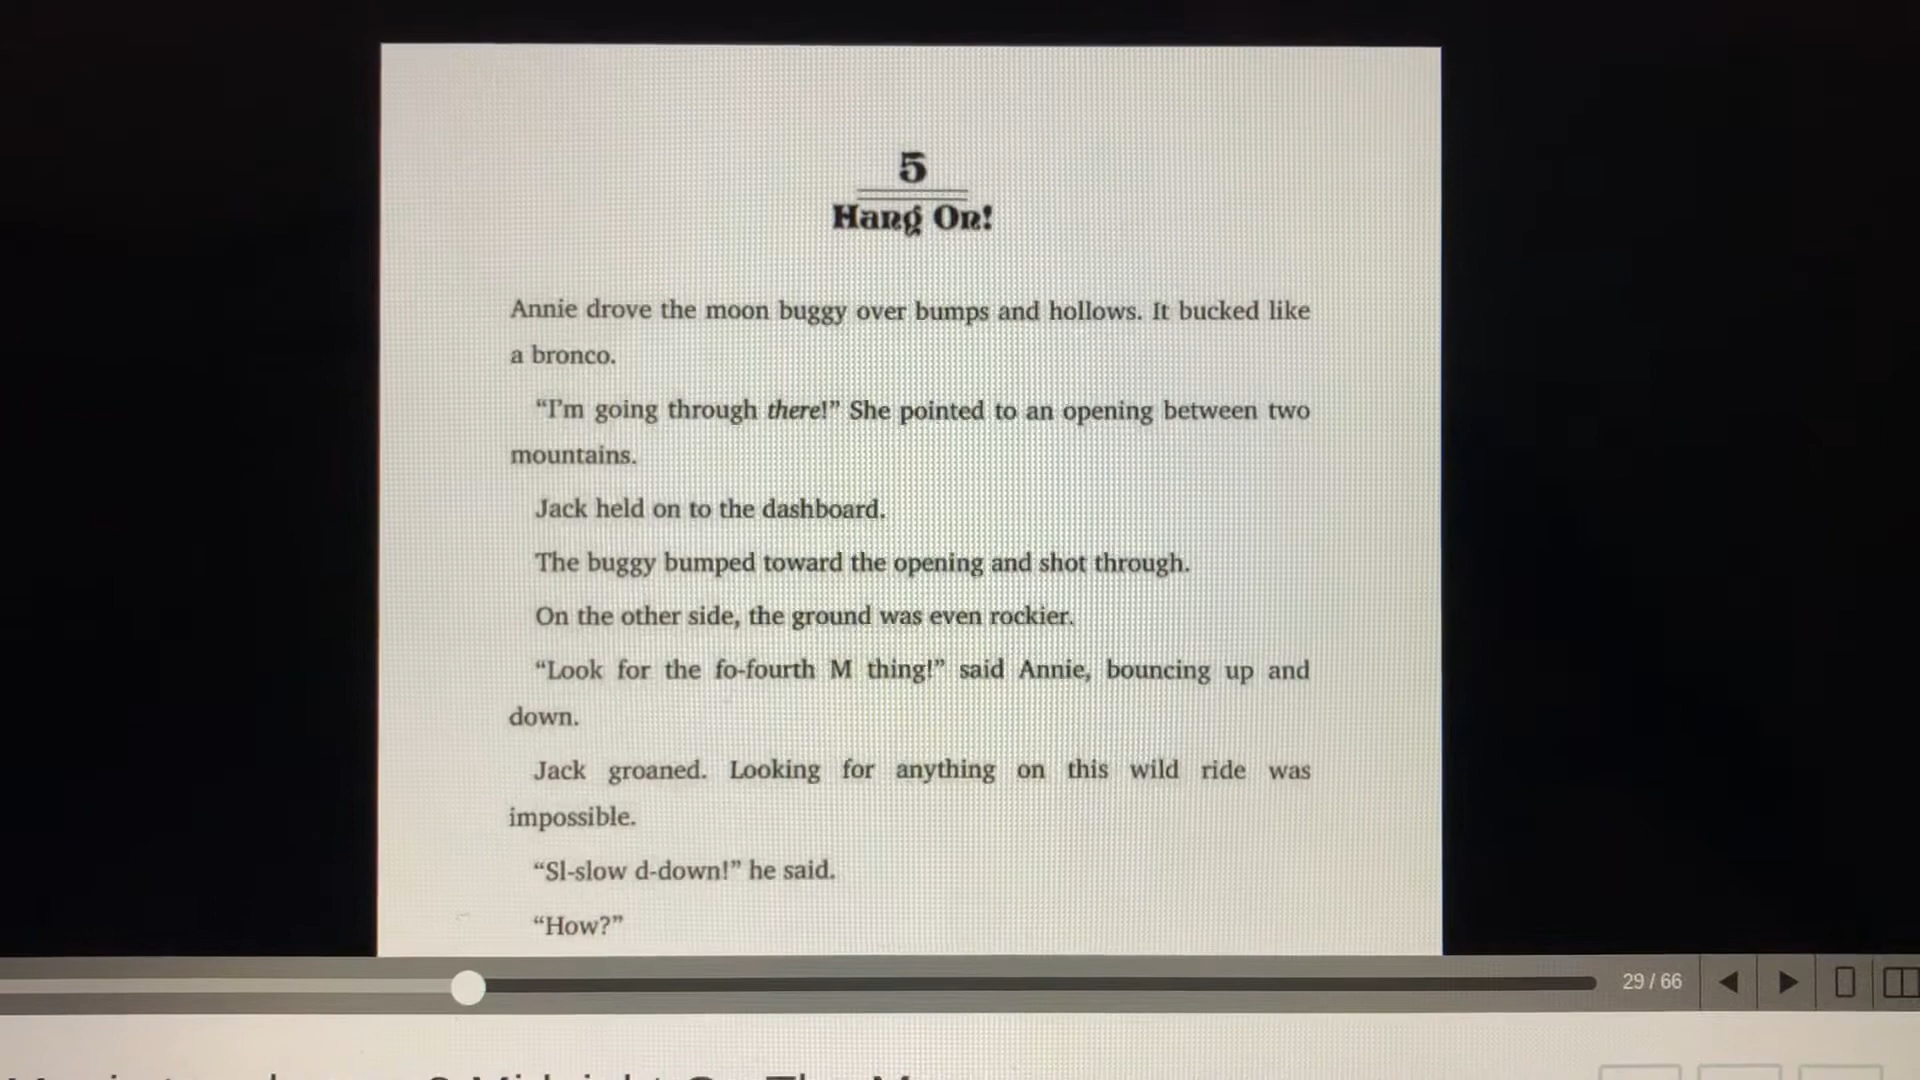 5
Hang On!
Annie drove the moon buggy over bumps and hollows. It bucked like
a bronco.
“I’m going through there!” She pointed to an opening between two
mountains.
Jack held on to the dashboard.
The buggy bumped toward the opening and shot through.
On the other side, the ground was even rockier.
“Look for the fo-fourth M thing!” said Annie, bouncing up and
down.
Jack groaned. Looking for anything on this wild ride was
impossible.
“Sl-slow d-down!” he said.
“How?”
29 / 66